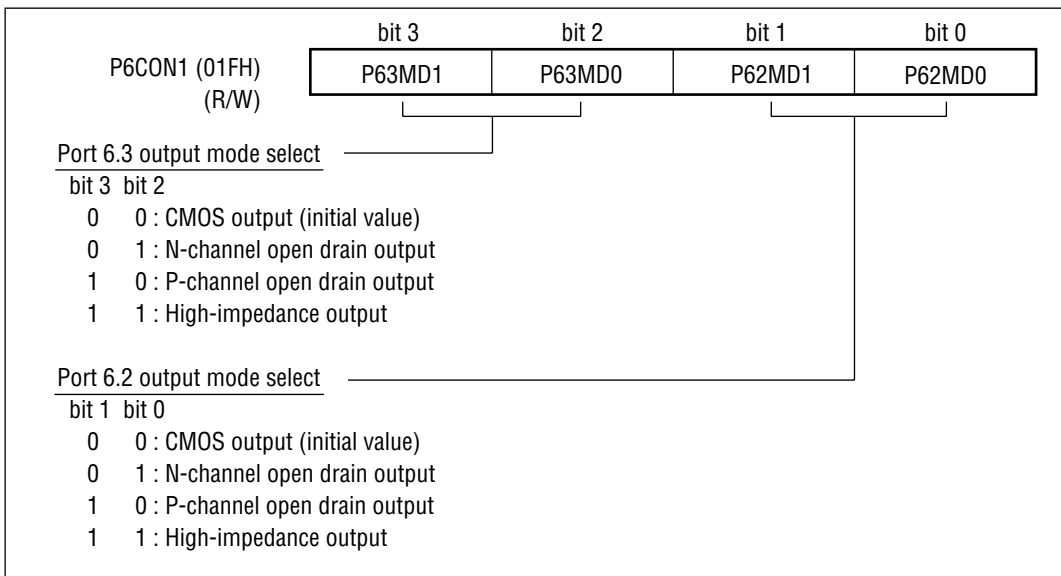 bit 3 bit 2 bit 1 bit 0
P6CON1 (01FH) P63MD1 P63MD0 P62MD1 P62MD0
(R/W)
Port 6.3 output mode select
bit 3 bit 2
0 0 : CMOS output (initial value)
0 1 : N-channel open drain output
1 0 : P-channel open drain output
1 1 : High-impedance output
Port 6.2 output mode select
bit 1 bit 0
0 0 : CMOS output (initial value)
0 1 : N-channel open drain output
1 0 : P-channel open drain output
1 1 : High-impedance output